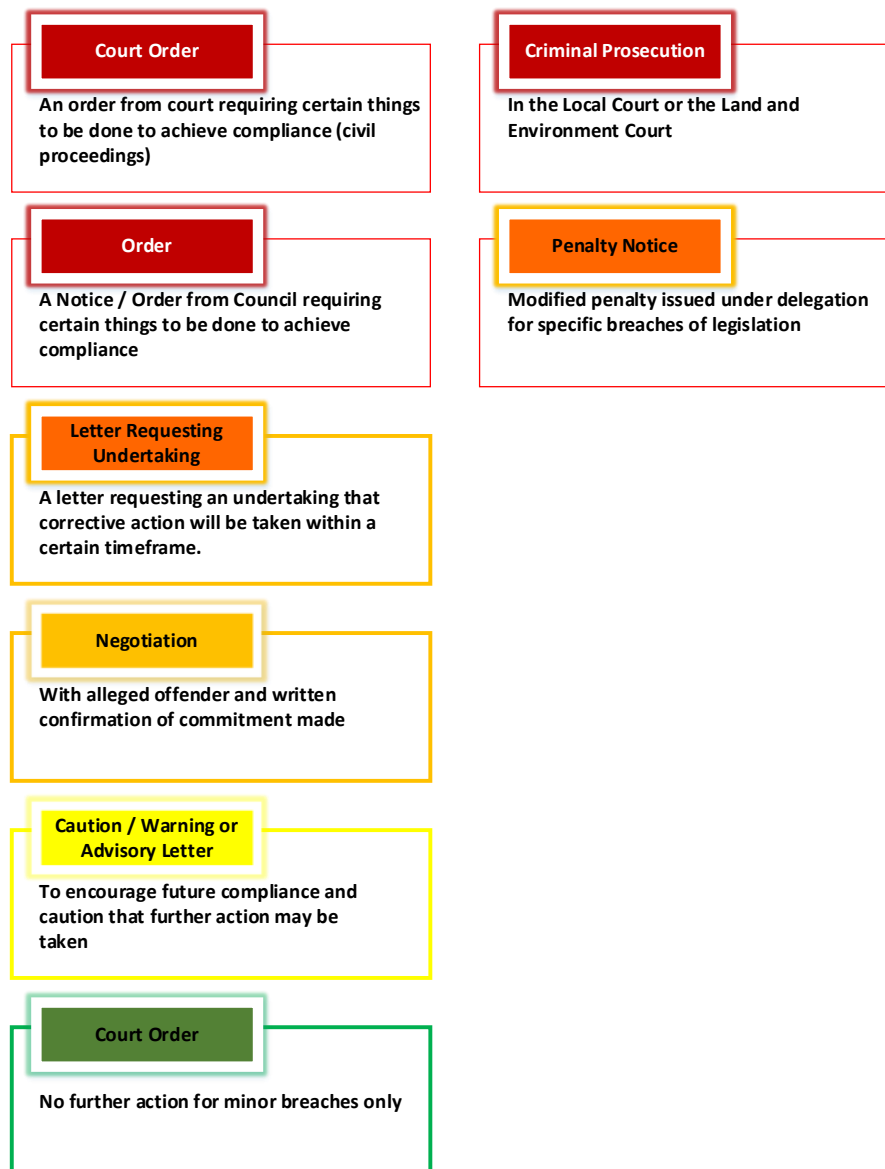 Court Order
An order from court requiring certain things
to be done to achieve compliance (civil
proceedings)
Criminal Prosecution
In the Local Court or the Land and
Environment Court
Order
A Notice / Order from Council requiring
certain things to be done to achieve
compliance
Penalty Notice
Modified penalty issued under delegation
for specific breaches of legislation
Letter Requesting
Undertaking
A letter requesting an undertaking that
corrective action will be taken within a
certain timeframe.
Negotiation
With alleged offender and written
confirmation of commitment made
Caution / Warning or
Advisory Letter
To encourage future compliance and
caution that further action may be
taken
Court Order
No further action for minor breaches only